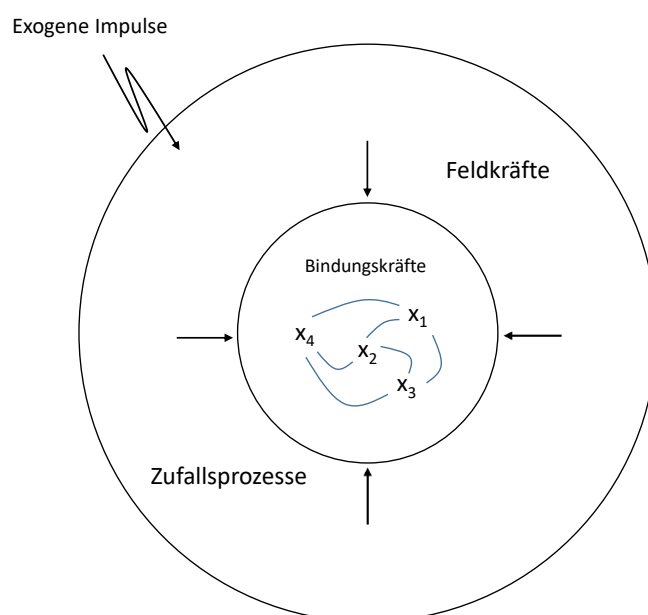 Exogene Impulse
Feldkräfte
Bindungskräfte
x₁
x₄
x₂
x₃
Zufallsprozesse